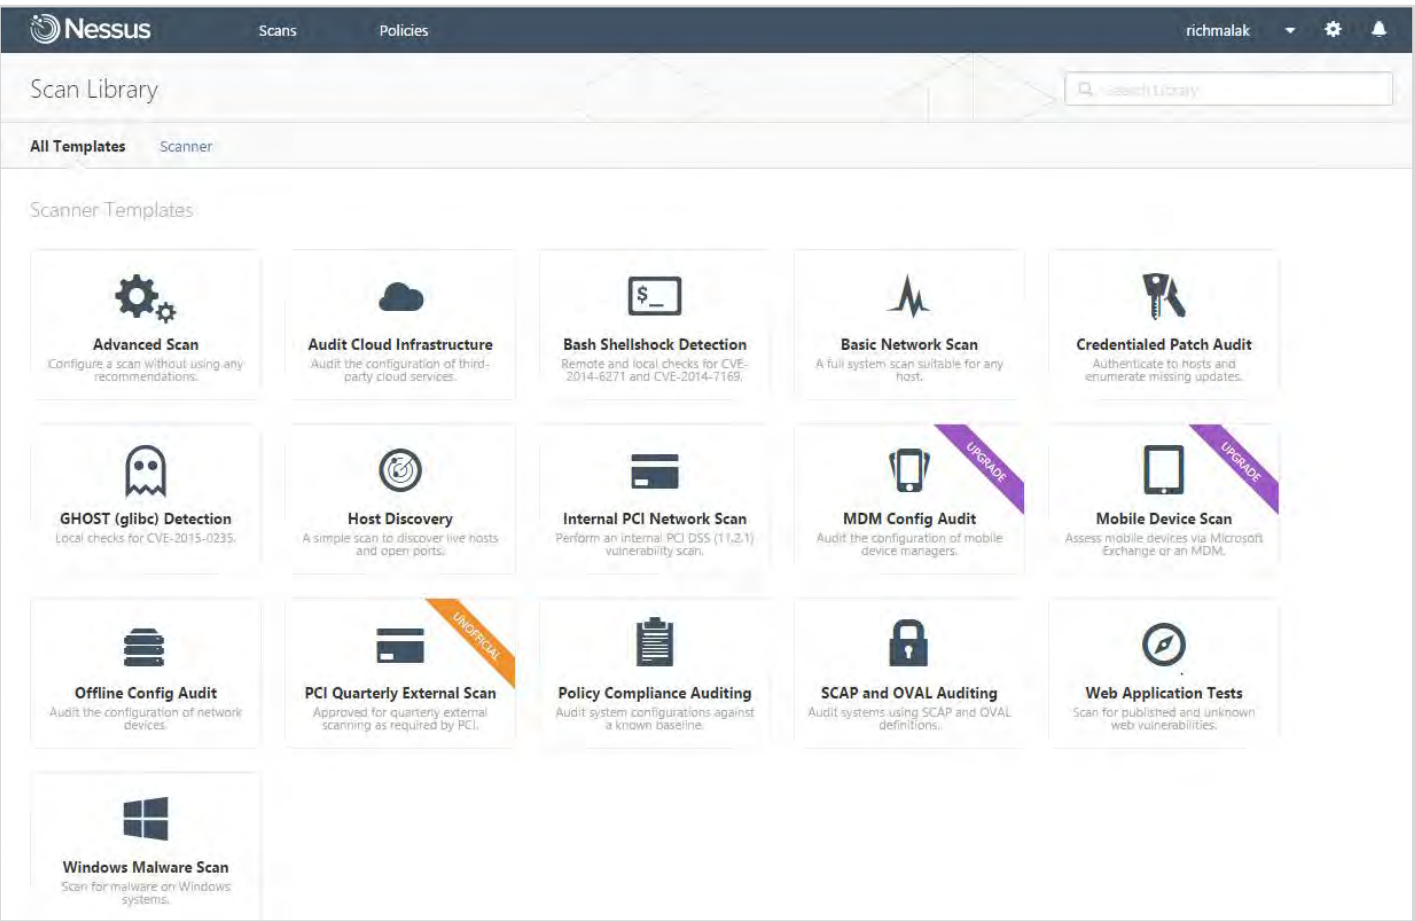 Nessus
Scans
Policies
richmalak
Scan Library
Search Library
All Templates
Scanner
Scanner Templates
Advanced Scan
Configure a scan without using any
recommendations.
Audit Cloud Infrastructure
Audit the configuration of third-
party cloud services.
$_
Bash Shellshock Detection
Remote and local checks for CVE-
2014-6271 and CVE-2014-7169.
Basic Network Scan
A full system scan suitable for any
host.
Credentialed Patch Audit
Authenticate to hosts and
enumerate missing updates.
GHOST (glibc) Detection
Local checks for CVE-2015-0235.
Host Discovery
A simple scan to discover live hosts
and open ports.
Internal PCI Network Scan
Perform an internal PCI DSS (11.2.1)
vulnerability scan.
UPGRADE
MDM Config Audit
Audit the configuration of mobile
device managers.
UPGRADE
Mobile Device Scan
Assess mobile devices via Microsoft
Exchange or an MDM.
Offline Config Audit
Audit the configuration of network
devices.
UNOFFICIAL
PCI Quarterly External Scan
Approved for quarterly external
scanning as required by PCI.
Policy Compliance Auditing
Audit system configurations against
a known baseline.
SCAP and OVAL Auditing
Audit systems using SCAP and OVAL
definitions.
Web Application Tests
Scan for published and unknown
web vulnerabilities.
Windows Malware Scan
Scan for malware on Windows
systems.